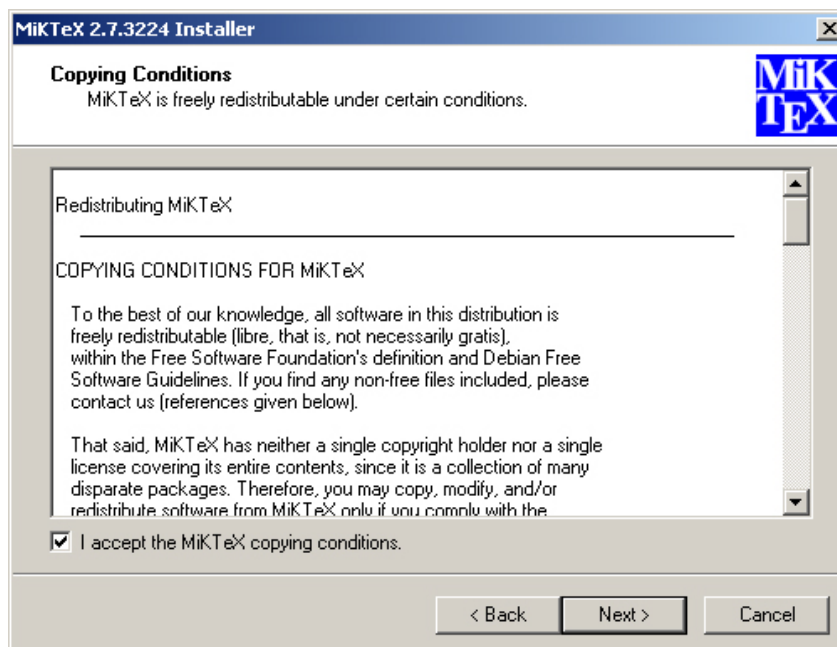 MiKTeX 2.7.3224 Installer
Copying Conditions
MiKTeX is freely redistributable under certain conditions.
MiK
TEX
Redistributing MiKTeX
COPYING CONDITIONS FOR MiKTeX
To the best of our knowledge, all software in this distribution is
freely redistributable (libre, that is, not necessarily gratis),
within the Free Software Foundation's definition and Debian Free
Software Guidelines. If you find any non-free files included, please
contact us (references given below).
That said, MiKTeX has neither a single copyright holder nor a single
license covering its entire contents, since it is a collection of many
disparate packages. Therefore, you may copy, modify, and/or
redistribute software from MiKTeX only if you comply with the
I accept the MiKTeX copying conditions.
< Back Next > Cancel